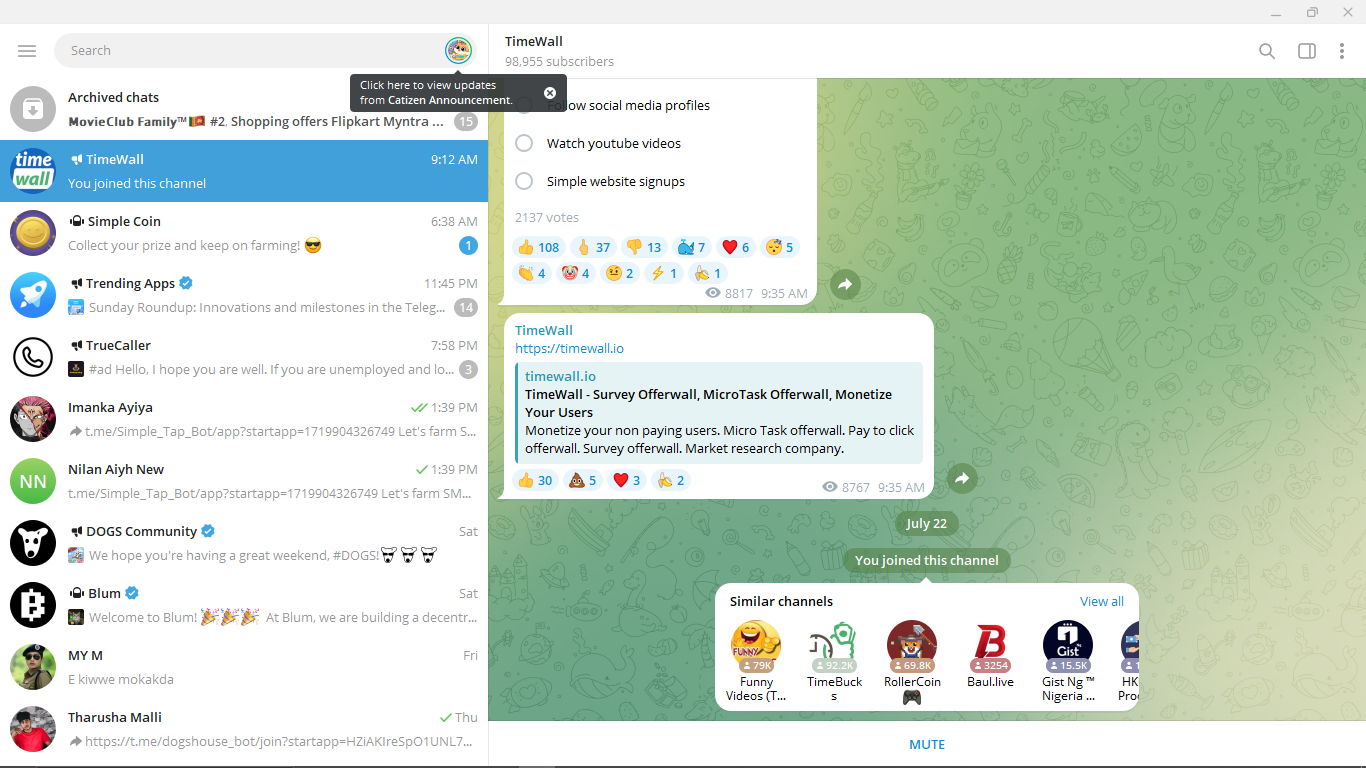 Search
Click here to view updates
from Catizen Announcement.
Archived chats
MovieClub Family™🇱🇰 #2, Shopping offers Flipkart Myntra ...
15
time
wall
TimeWall
9:12 AM
You joined this channel
Simple Coin
6:38 AM
Collect your prize and keep on farming! 😎
1
Trending Apps
11:45 PM
Sunday Roundup: Innovations and milestones in the Teleg...
14
TrueCaller
7:58 PM
#ad Hello, I hope you are well. If you are unemployed and lo...
3
Imanka Ayiya
1:39 PM
t.me/Simple_Tap_Bot/app?startapp=1719904326749 Let's farm S...
NN
Nilan Aiyh New
1:39 PM
t.me/Simple_Tap_Bot/app?startapp=1719904326749 Let's farm SM...
DOGS Community
Sat
We hope you're having a great weekend, #DOGS!
Blum
Sat
Welcome to Blum! 🎉🎉🎉 At Blum, we are building a decentr...
MY M
Fri
E kiwwe mokakda
Tharusha Malli
Thu
https://t.me/dogshouse_bot/join?startapp=HZiAKIreSpO1UNL7...
TimeWall
98,955 subscribers
Follow social media profiles
Watch youtube videos
Simple website signups
2137 votes
👍 108 🖕 37 👎 13 🐳 7 ❤️ 6 😴 5
👏 4 🤡 4 🤨 2 ⚡ 1 🍌 1
8817 9:35 AM
TimeWall
https://timewall.io
timewall.io
TimeWall - Survey Offerwall, MicroTask Offerwall, Monetize
Your Users
Monetize your non paying users. Micro Task offerwall. Pay to click
offerwall. Survey offerwall. Market research company.
👍 30 💩 5 ❤️ 3 🍌 2
8767 9:35 AM
July 22
You joined this channel
Similar channels
View all
FUNNY
Gist
79K 92.2K 69.8K 3254 15.5K 1
Funny
Videos (T...
TimeBuck
s
RollerCoin
🎮
Baul.live
Gist Ng ™
Nigeria ...
HK
Pro
MUTE